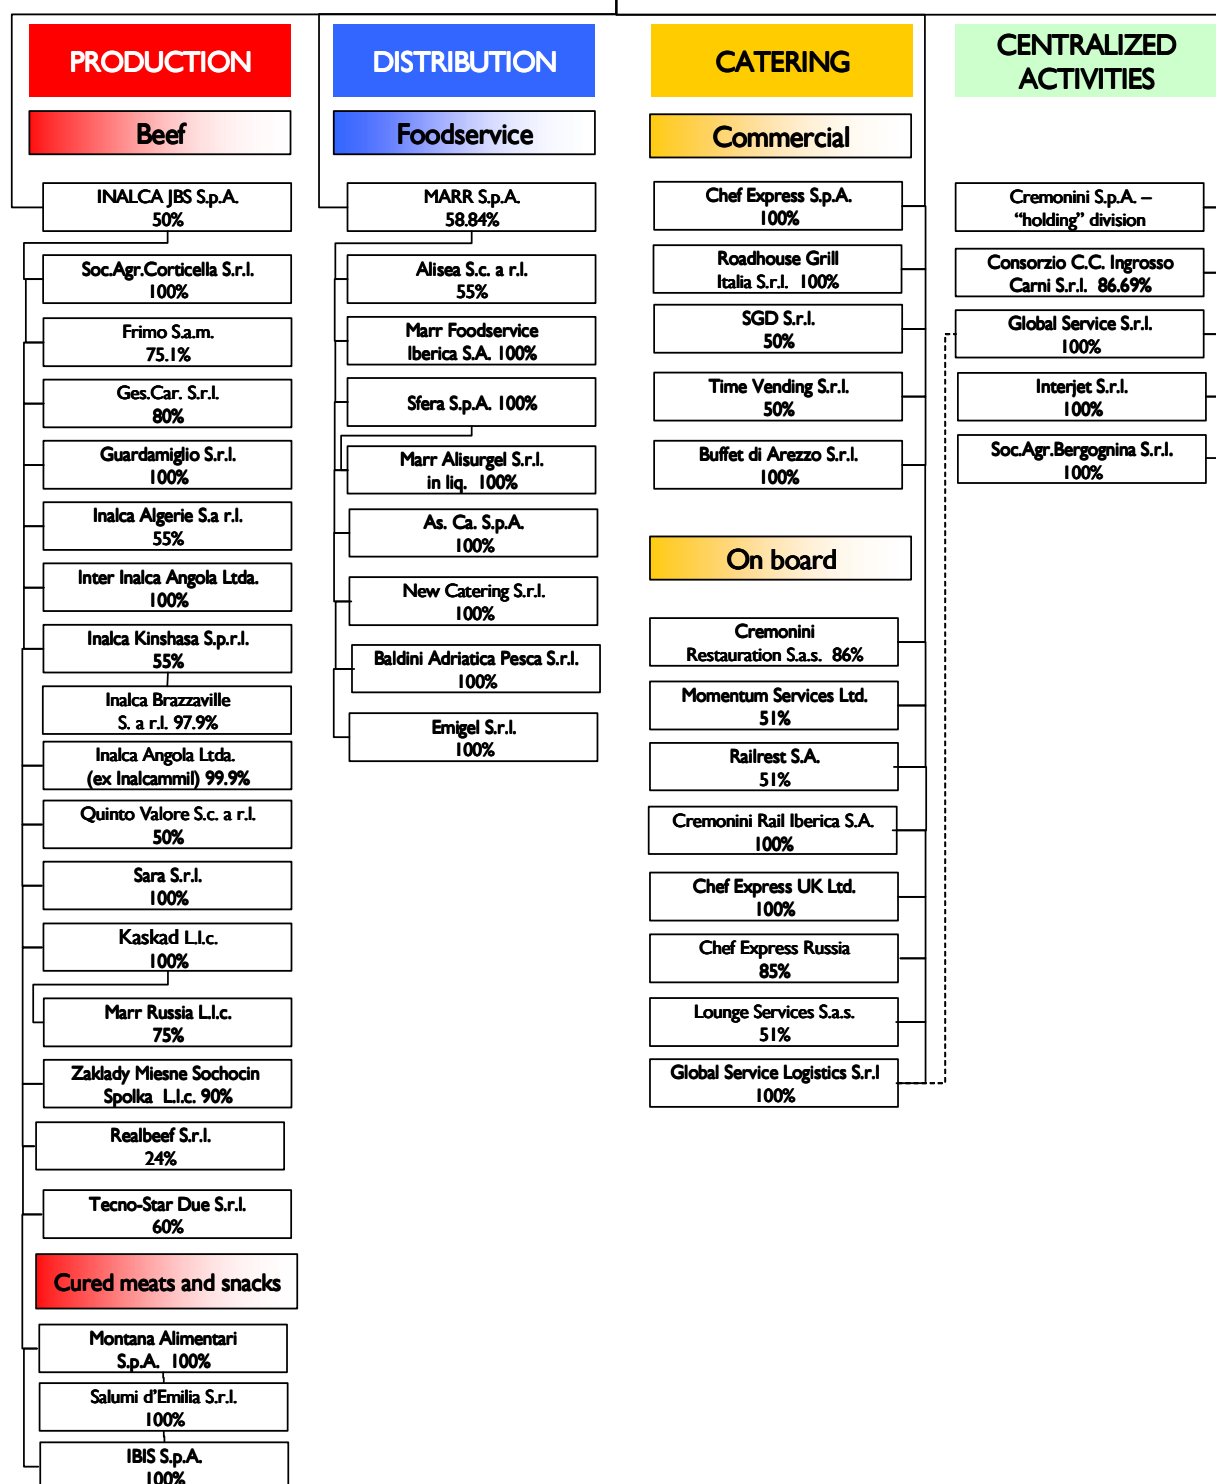 PRODUCTION
Beef
INALCA JBS S.p.A.
50%
Soc.Agr.Corticella S.r.l.
100%
Frimo S.a.m.
75.1%
Ges.Car. S.r.l.
80%
Guardamiglio S.r.l.
100%
Inalca Algerie S.a r.l.
55%
Inter Inalca Angola Ltda.
100%
Inalca Kinshasa S.p.r.l.
55%
Inalca Brazzaville
S. a r.l. 97.9%
Inalca Angola Ltda.
(ex Inalcammil) 99.9%
Quinto Valore S.c. a r.l.
50%
Sara S.r.l.
100%
Kaskad L.l.c.
100%
Marr Russia L.l.c.
75%
Zaklady Miesne Sochocin
Spolka L.l.c. 90%
Realbeef S.r.l.
24%
Tecno-Star Due S.r.l.
60%
Cured meats and snacks
Montana Alimentari
S.p.A. 100%
Salumi d'Emilia S.r.l.
100%
IBIS S.p.A.
100%
DISTRIBUTION
Foodservice
MARR S.p.A.
58.84%
Alisea S.c. a r.l.
55%
Marr Foodservice
Iberica S.A. 100%
Sfera S.p.A. 100%
Marr Alisurgel S.r.l.
in liq. 100%
As. Ca. S.p.A.
100%
New Catering S.r.l.
100%
Baldini Adriatica Pesca S.r.l.
100%
Emigel S.r.l.
100%
CATERING
Commercial
Chef Express S.p.A.
100%
Roadhouse Grill
Italia S.r.l. 100%
SGD S.r.l.
50%
Time Vending S.r.l.
50%
Buffet di Arezzo S.r.l.
100%
On board
Cremonini
Restauration S.a.s. 86%
Momentum Services Ltd.
51%
Railrest S.A.
51%
Cremonini Rail Iberica S.A.
100%
Chef Express UK Ltd.
100%
Chef Express Russia
85%
Lounge Services S.a.s.
51%
Global Service Logistics S.r.l
100%
CENTRALIZED
ACTIVITIES
Cremonini S.p.A. –
“holding” division
Consorzio C.C. Ingrosso
Carni S.r.l. 86.69%
Global Service S.r.l.
100%
Interjet S.r.l.
100%
Soc.Agr.Bergognina S.r.l.
100%